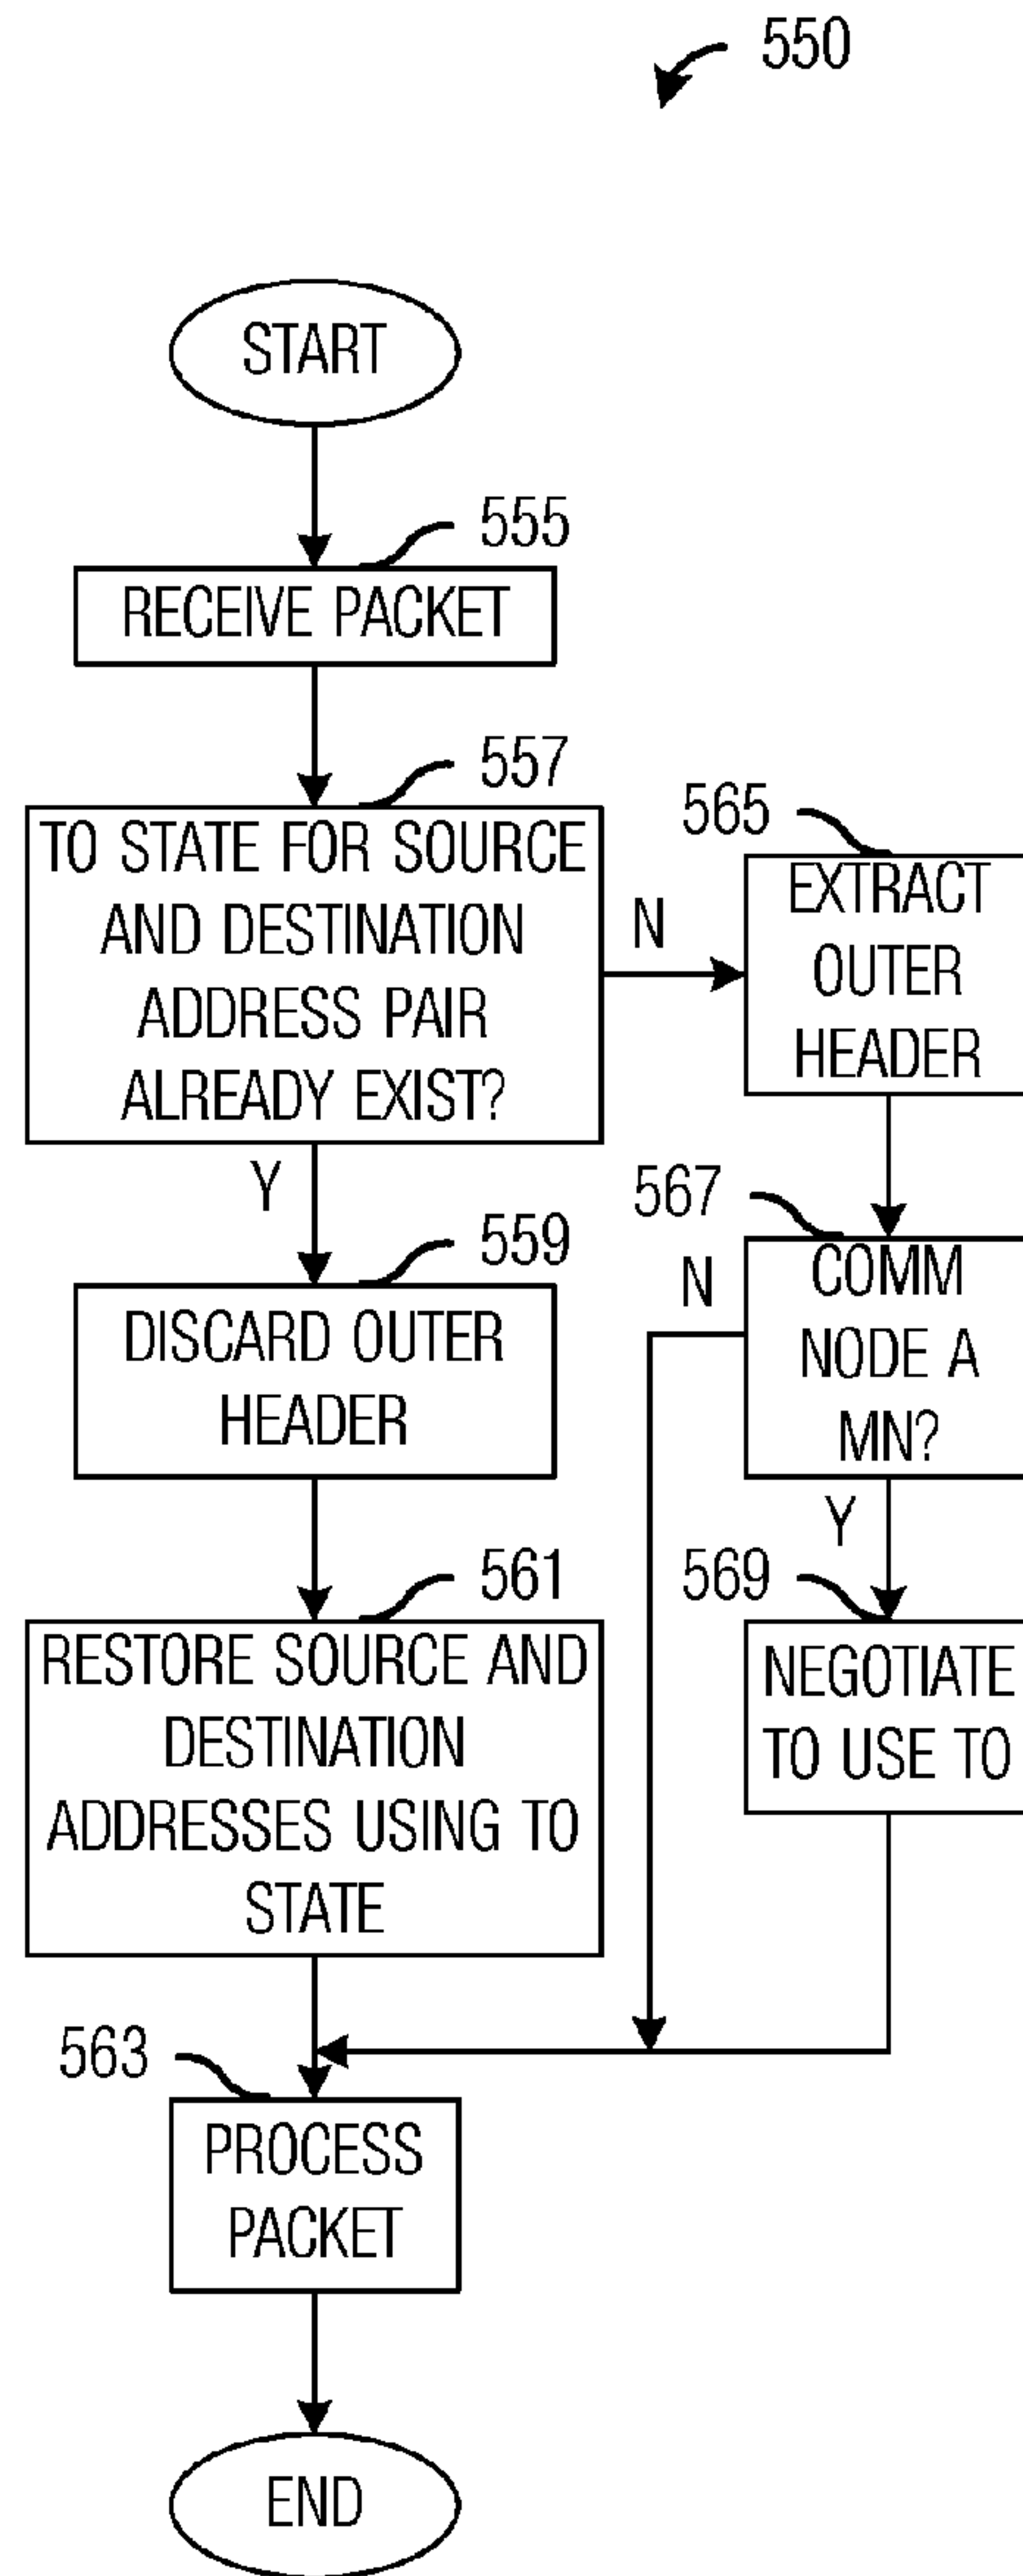 550
START
555
RECEIVE PACKET
557
TO STATE FOR SOURCE
AND DESTINATION
ADDRESS PAIR
ALREADY EXIST?
N
565
EXTRACT
OUTER
HEADER
Y
559
DISCARD OUTER
HEADER
567
N
COMM
NODE A
MN?
Y
561
RESTORE SOURCE AND
DESTINATION
ADDRESSES USING TO
STATE
569
NEGOTIATE
TO USE TO
563
PROCESS
PACKET
END